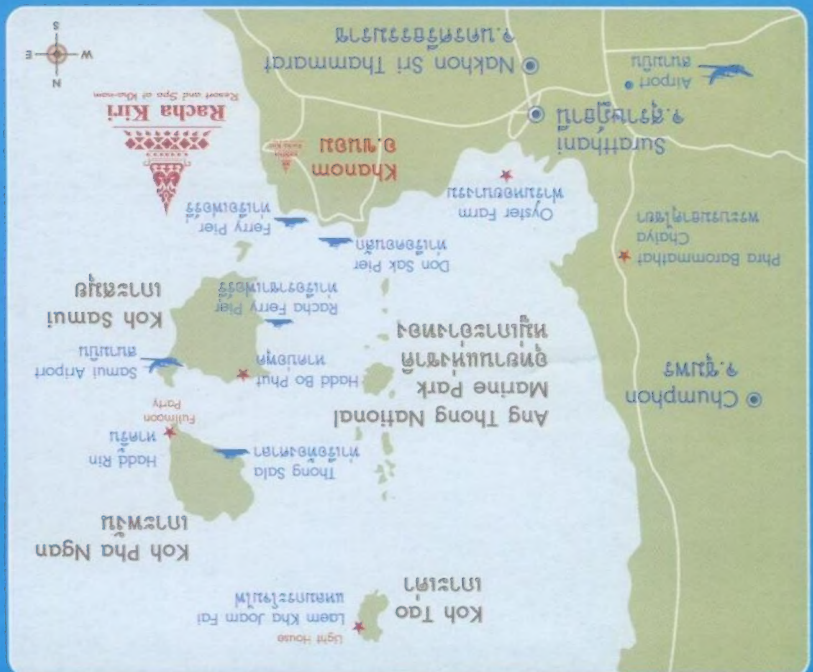 Light House
Laem Kha Joam Fai
แหลมกระโจมไฟ
Koh Tao
เกาะเต่า
Koh Pha Ngan
เกาะพงัน
Thong Sala
ท่าเรือท้องศาลา
Hadd Rin
หาดริ้น
Fullmoon
Party
Ang Thong National
Marine Park
อุทยานแห่งชาติ
หมู่เกาะอ่างทอง
Chumphon
จ.ชุมพร
Hadd Bo Phut
หาดบ่อพุด
Samui Ariport
สนามบิน
Koh Samui
เกาะสมุย
Racha Ferry Pier
ท่าเรือราชาเฟอร์รี่
Phra Barommathat
Chaiya
พระบรมธาตุไชยา
Don Sak Pier
ท่าเรือดอนสัก
Ferry Pier
ท่าเรือเฟอร์รี่
Oyster Farm
ฟาร์มหอยนางรม
Khanom
อ.ขนอม
Racha Kiri
Resort and Spa at Kha-nom
Suratthani
จ.สุราษฎ์ธานี
Airport
สนามบิน
Nakhon Sri Thammarat
จ.นครศรีธรรมราช
N
W
E
S